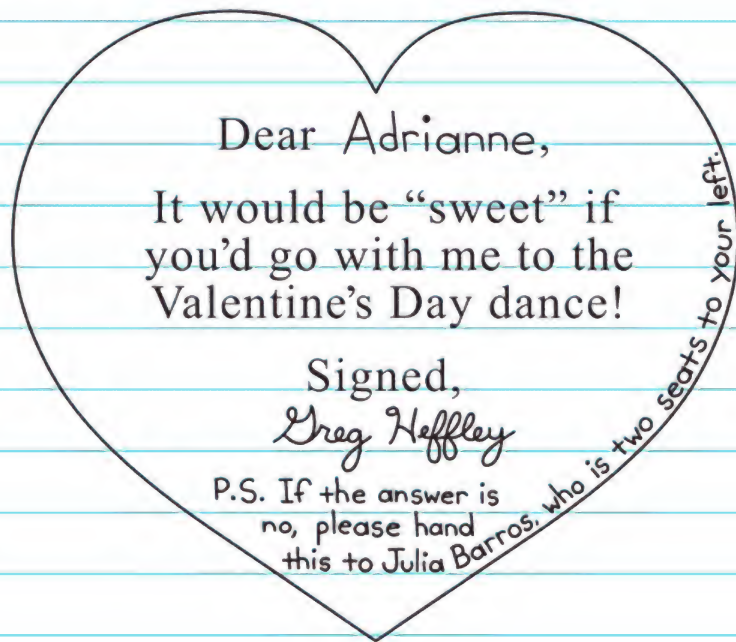 Dear Adrianne,
It would be “sweet” if
you’d go with me to the
Valentine’s Day dance!
Signed,
Greg Heffley
P.S. If the answer is
no, please hand
this to Julia Barros, who is two seats to your left.